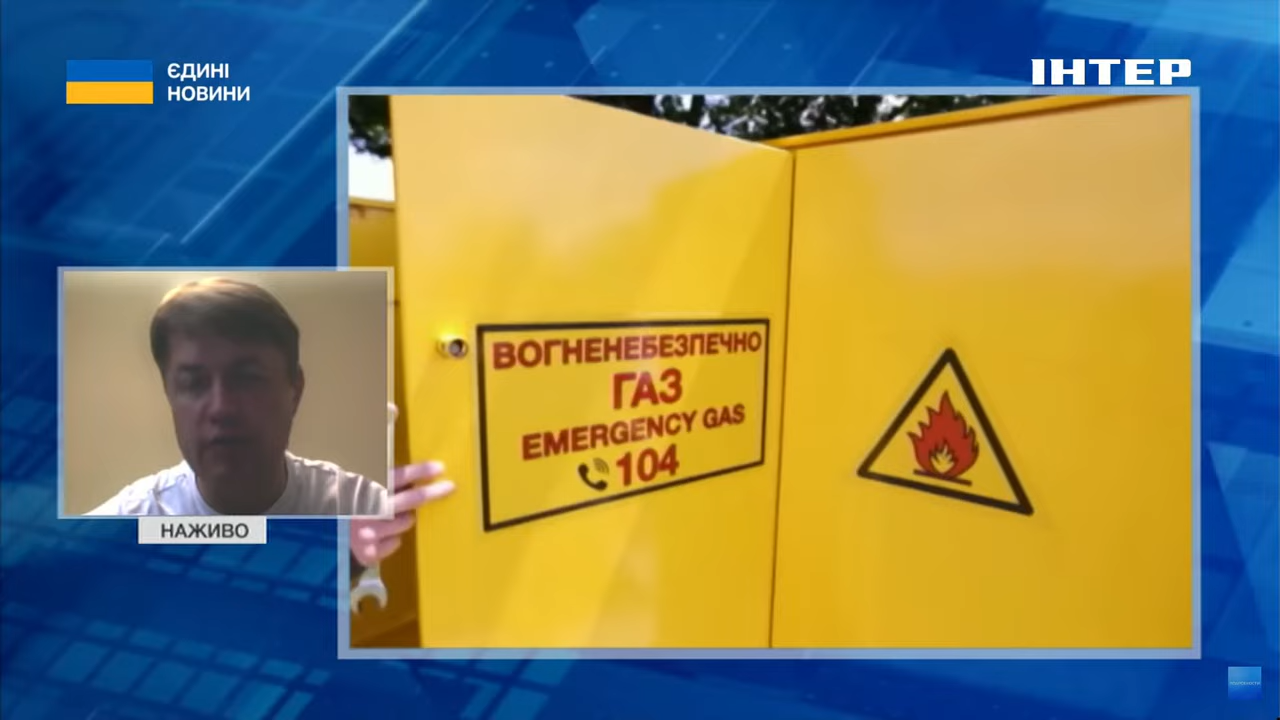 ЄДИНІ
НОВИНИ
ІНТЕР
ВОГНЕНЕБЕЗПЕЧНО
ГАЗ
EMERGENCY GAS
104
НАЖИВО